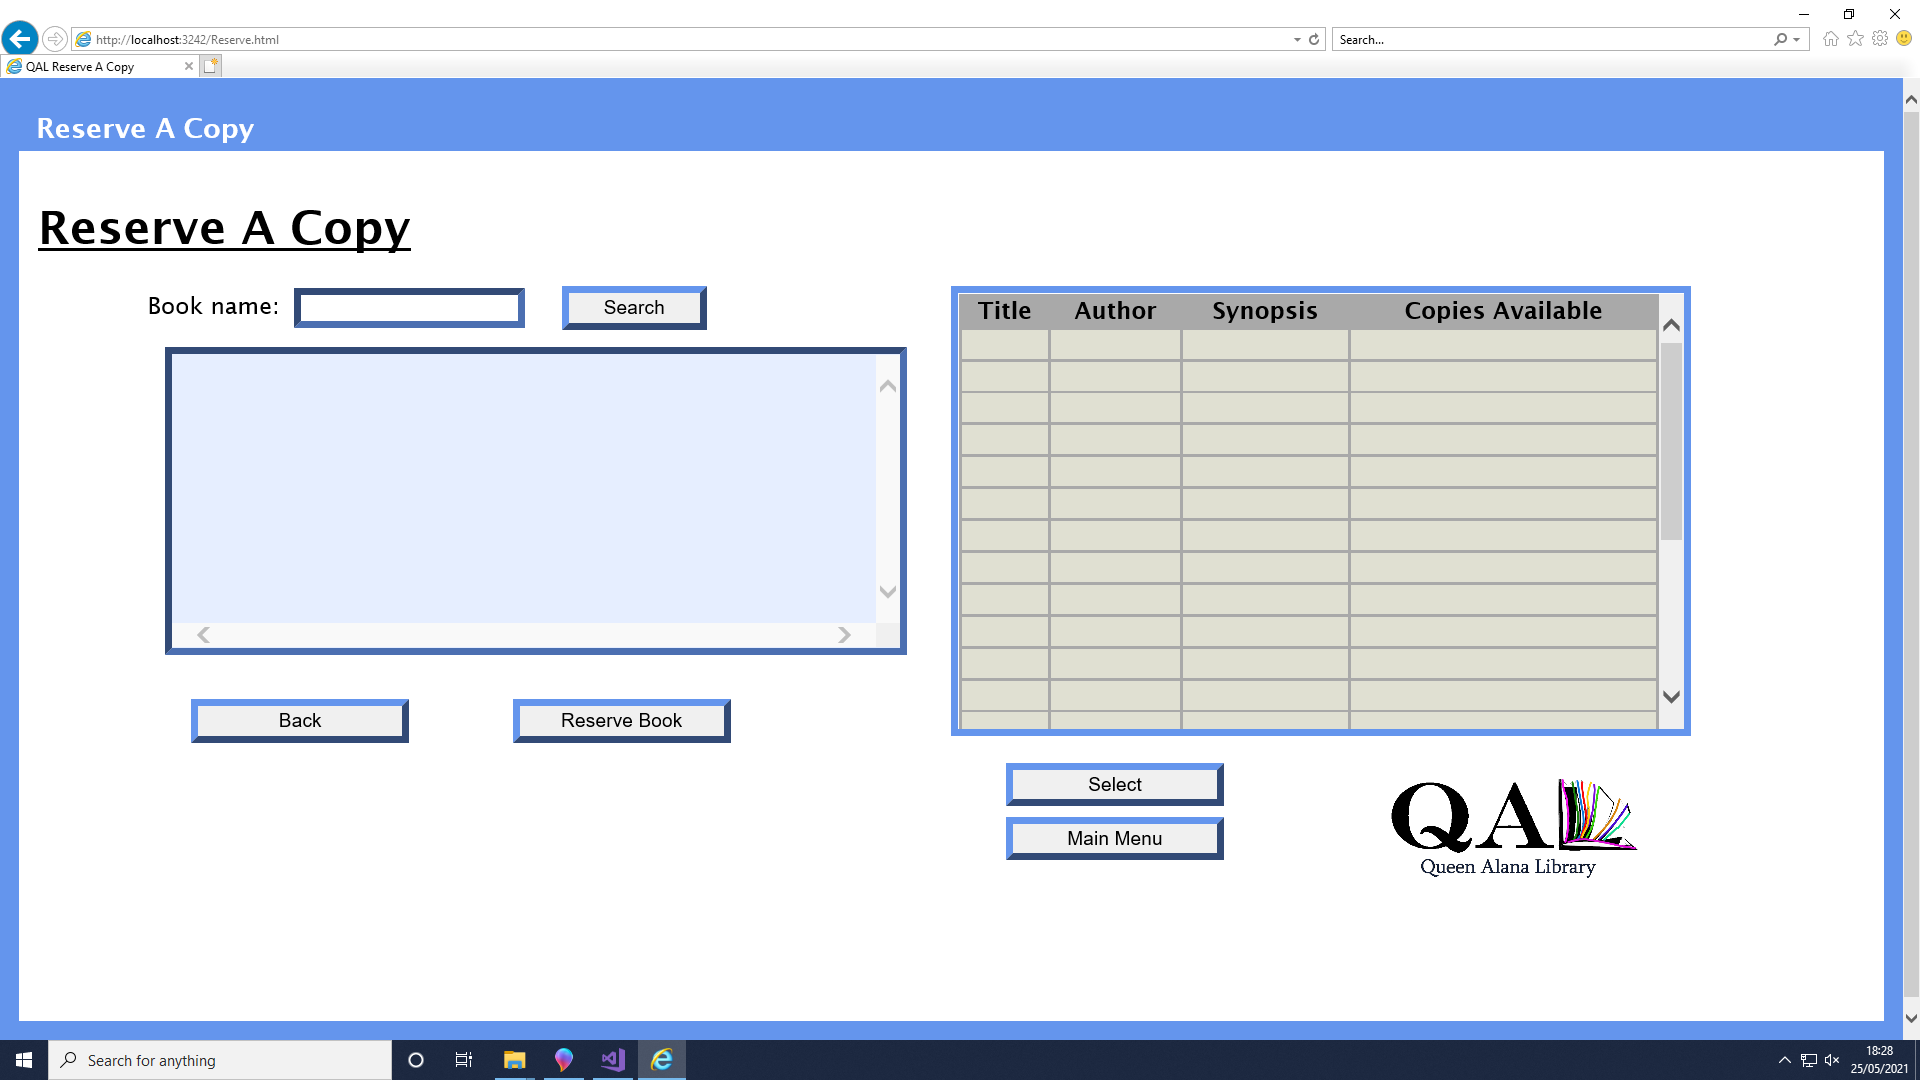 http://localhost:3242/Reserve.html
Search...
QAL Reserve A Copy
Reserve A Copy
Reserve A Copy
Book name:
Search
Title Author Synopsis Copies Available
Back
Reserve Book
Select
Main Menu
QAL
Queen Alana Library
Search for anything
18:28
25/05/2021